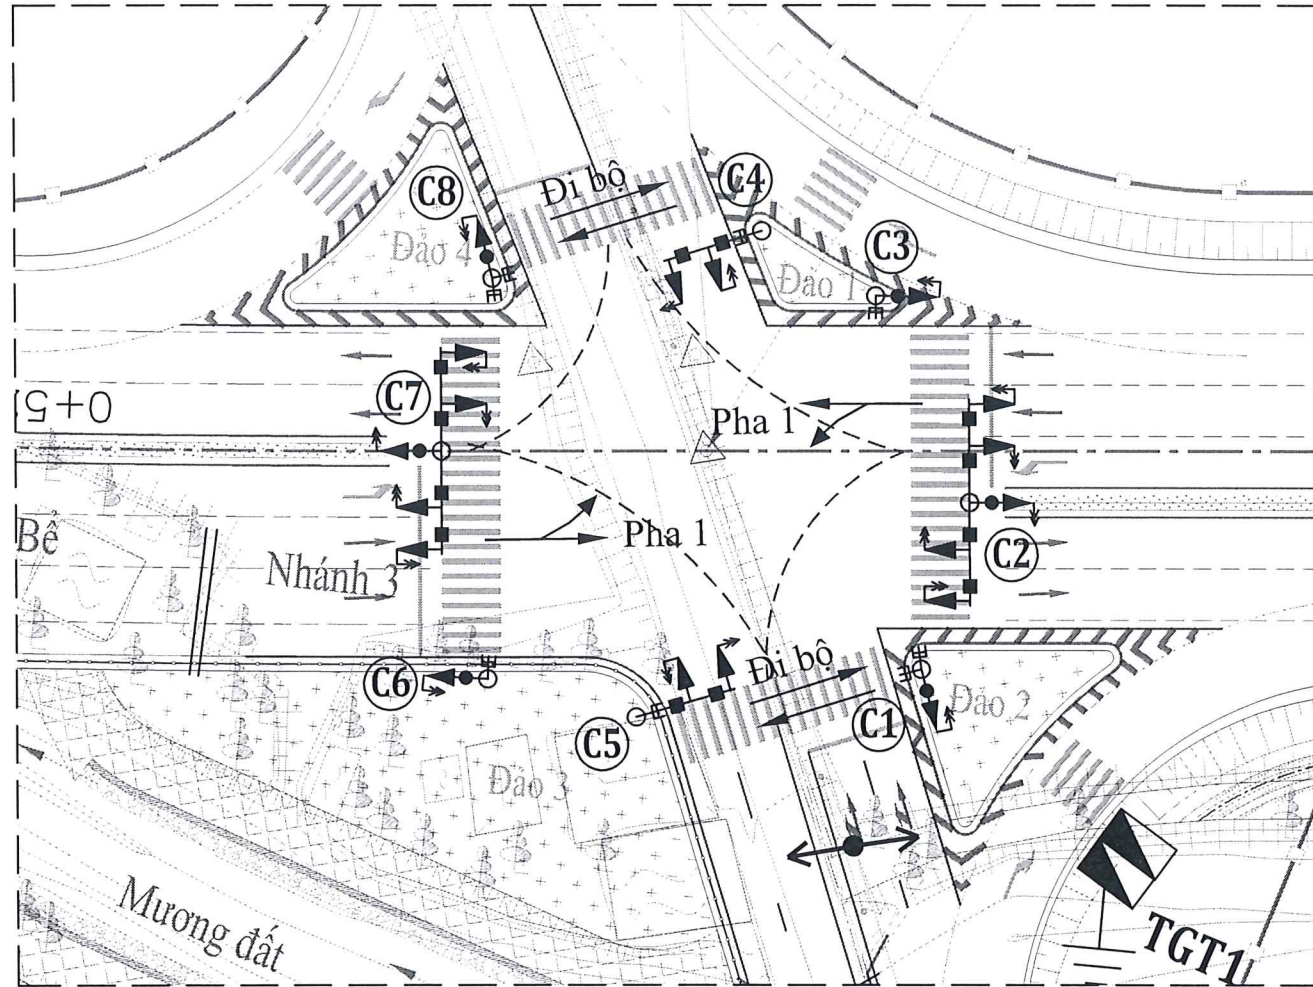 Đi bộ
C4
C8
Đảo 4
C3
Đảo 1
C7
0+5
Pha 1
Pha 1
Bể
Nhánh 3
C2
C6
Đi bộ
C1
Đảo 2
C5
Đảo 3
Mương đất
TGT1